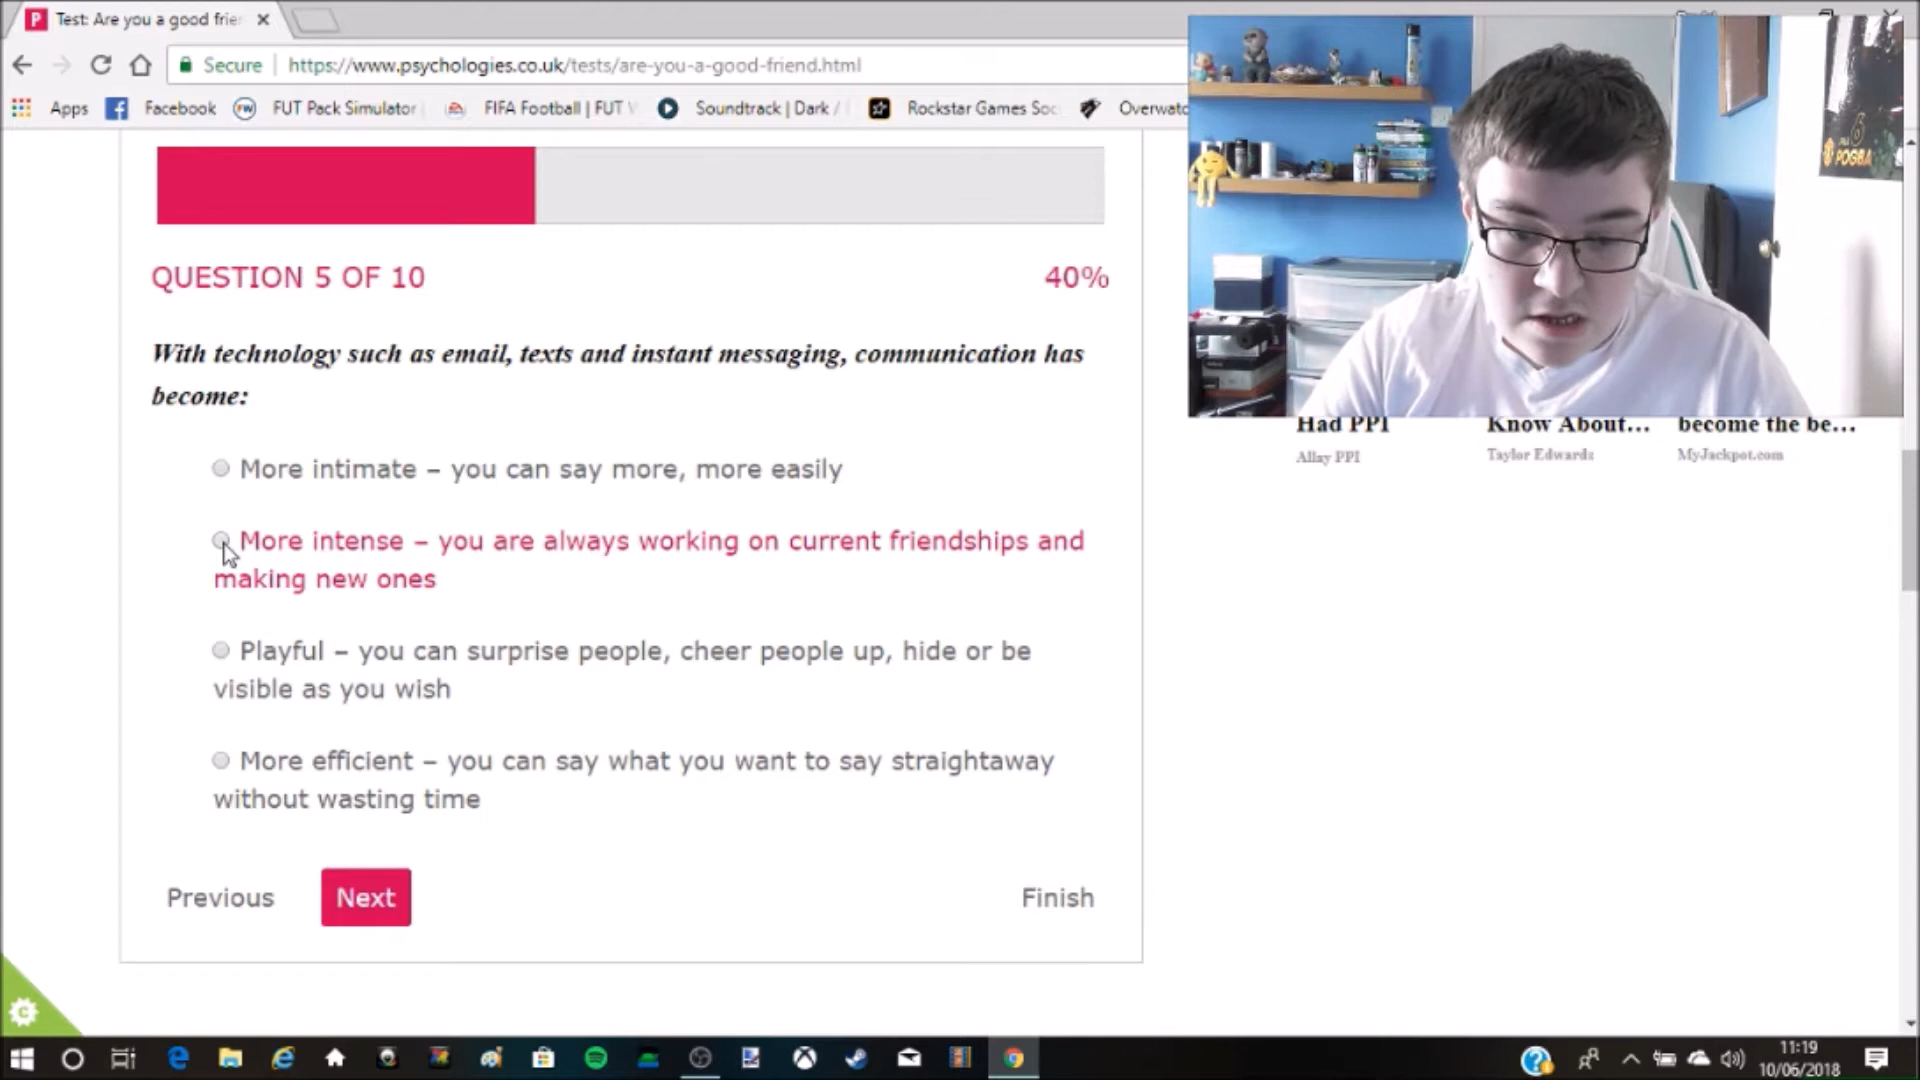 Test: Are you a good frie
Secure https://www.psychologies.co.uk/tests/are-you-a-good-friend.html
Apps Facebook FUT Pack Simulator FIFA Football | FUT Soundtrack | Dark / Rockstar Games Soc Overwatc
6
POGBA
QUESTION 5 OF 10 40%
With technology such as email, texts and instant messaging, communication has
become:
More intimate – you can say more, more easily
More intense – you are always working on current friendships and
making new ones
Playful – you can surprise people, cheer people up, hide or be
visible as you wish
More efficient – you can say what you want to say straightaway
without wasting time
Previous Next Finish
Had PPI Know About... become the be...
Allay PPI Taylor Edwards MyJackpot.com
11:19
10/06/2018